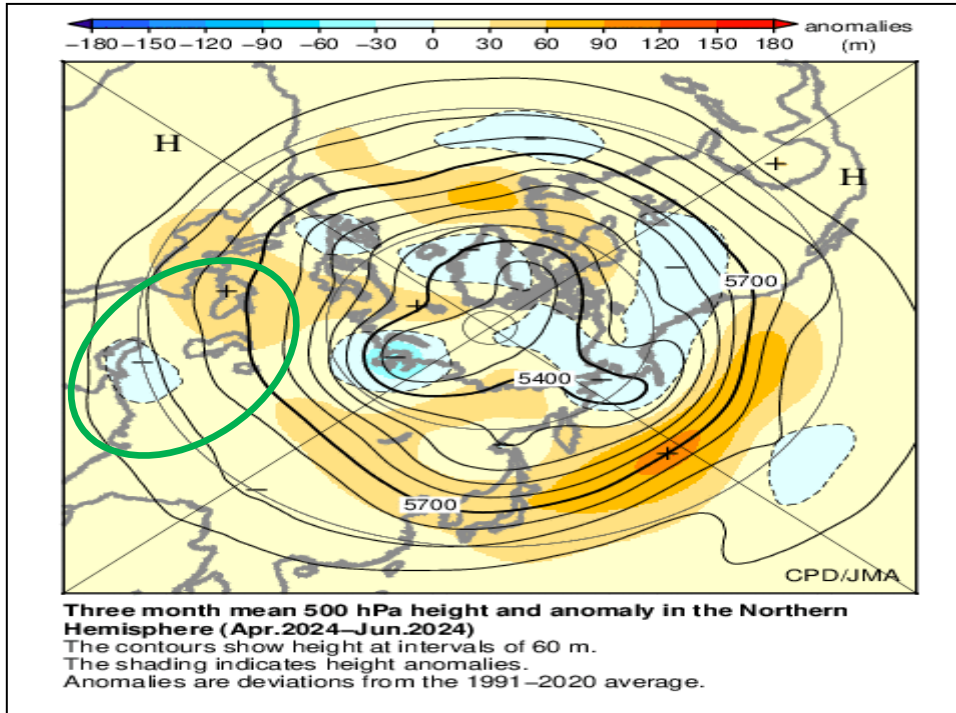 anomalies
−180−150−120 −90 −60 −30 0 30 60 90 120 150 180 (m)
H
H
5700
5400
5700
CPD/JMA
Three month mean 500 hPa height and anomaly in the Northern
Hemisphere (Apr.2024−Jun.2024)
The contours show height at intervals of 60 m.
The shading indicates height anomalies.
Anomalies are deviations from the 1991−2020 average.